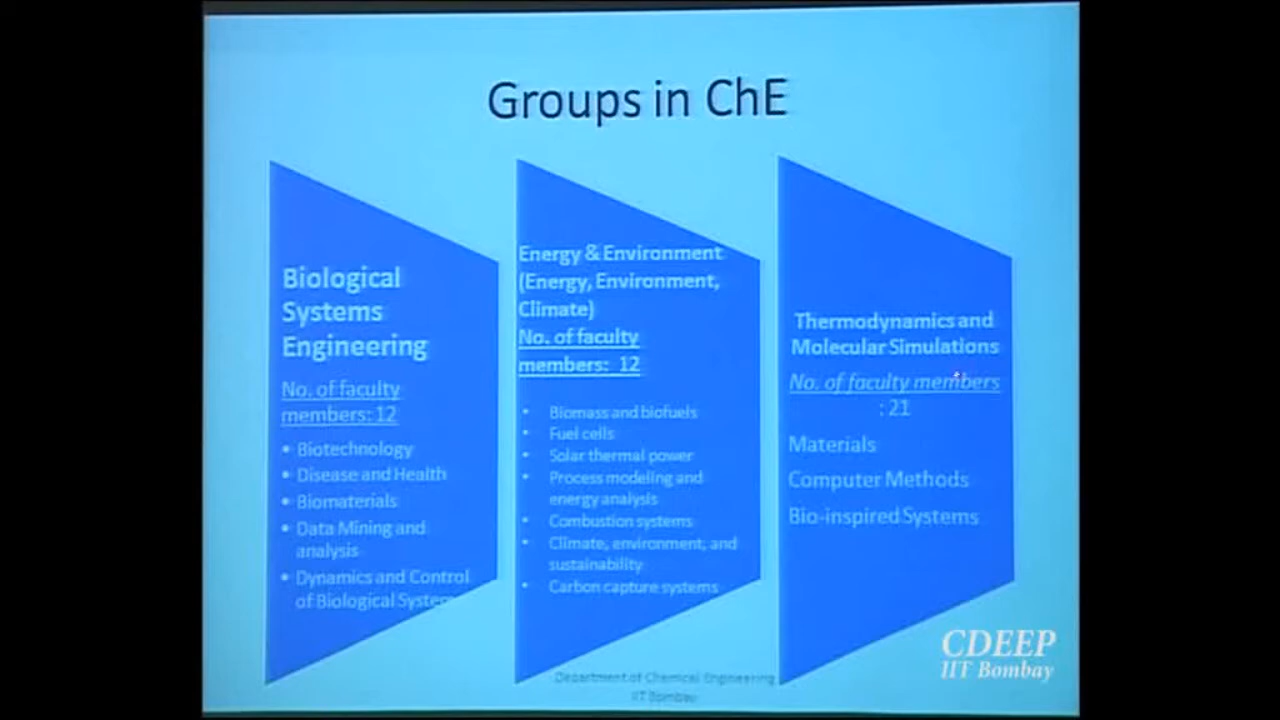 Groups in ChE
Biological
Systems
Engineering
No. of faculty
members: 12
• Biotechnology
• Disease and Health
• Biomaterials
• Data Mining and
analysis
• Dynamics and Control
of Biological System
Energy & Environment
(Energy, Environment,
Climate)
No. of faculty
members: 12
• Biomass and biofuels
• Fuel cells
• Solar thermal power
• Process modeling and
energy analysis
• Combustion systems
• Climate, environment, and
sustainability
• Carbon capture systems
Thermodynamics and
Molecular Simulations
No. of faculty members
: 21
Materials
Computer Methods
Bio-inspired Systems
Department of Chemical Engineering
IIT Bombay
CDEEP
IIT Bombay